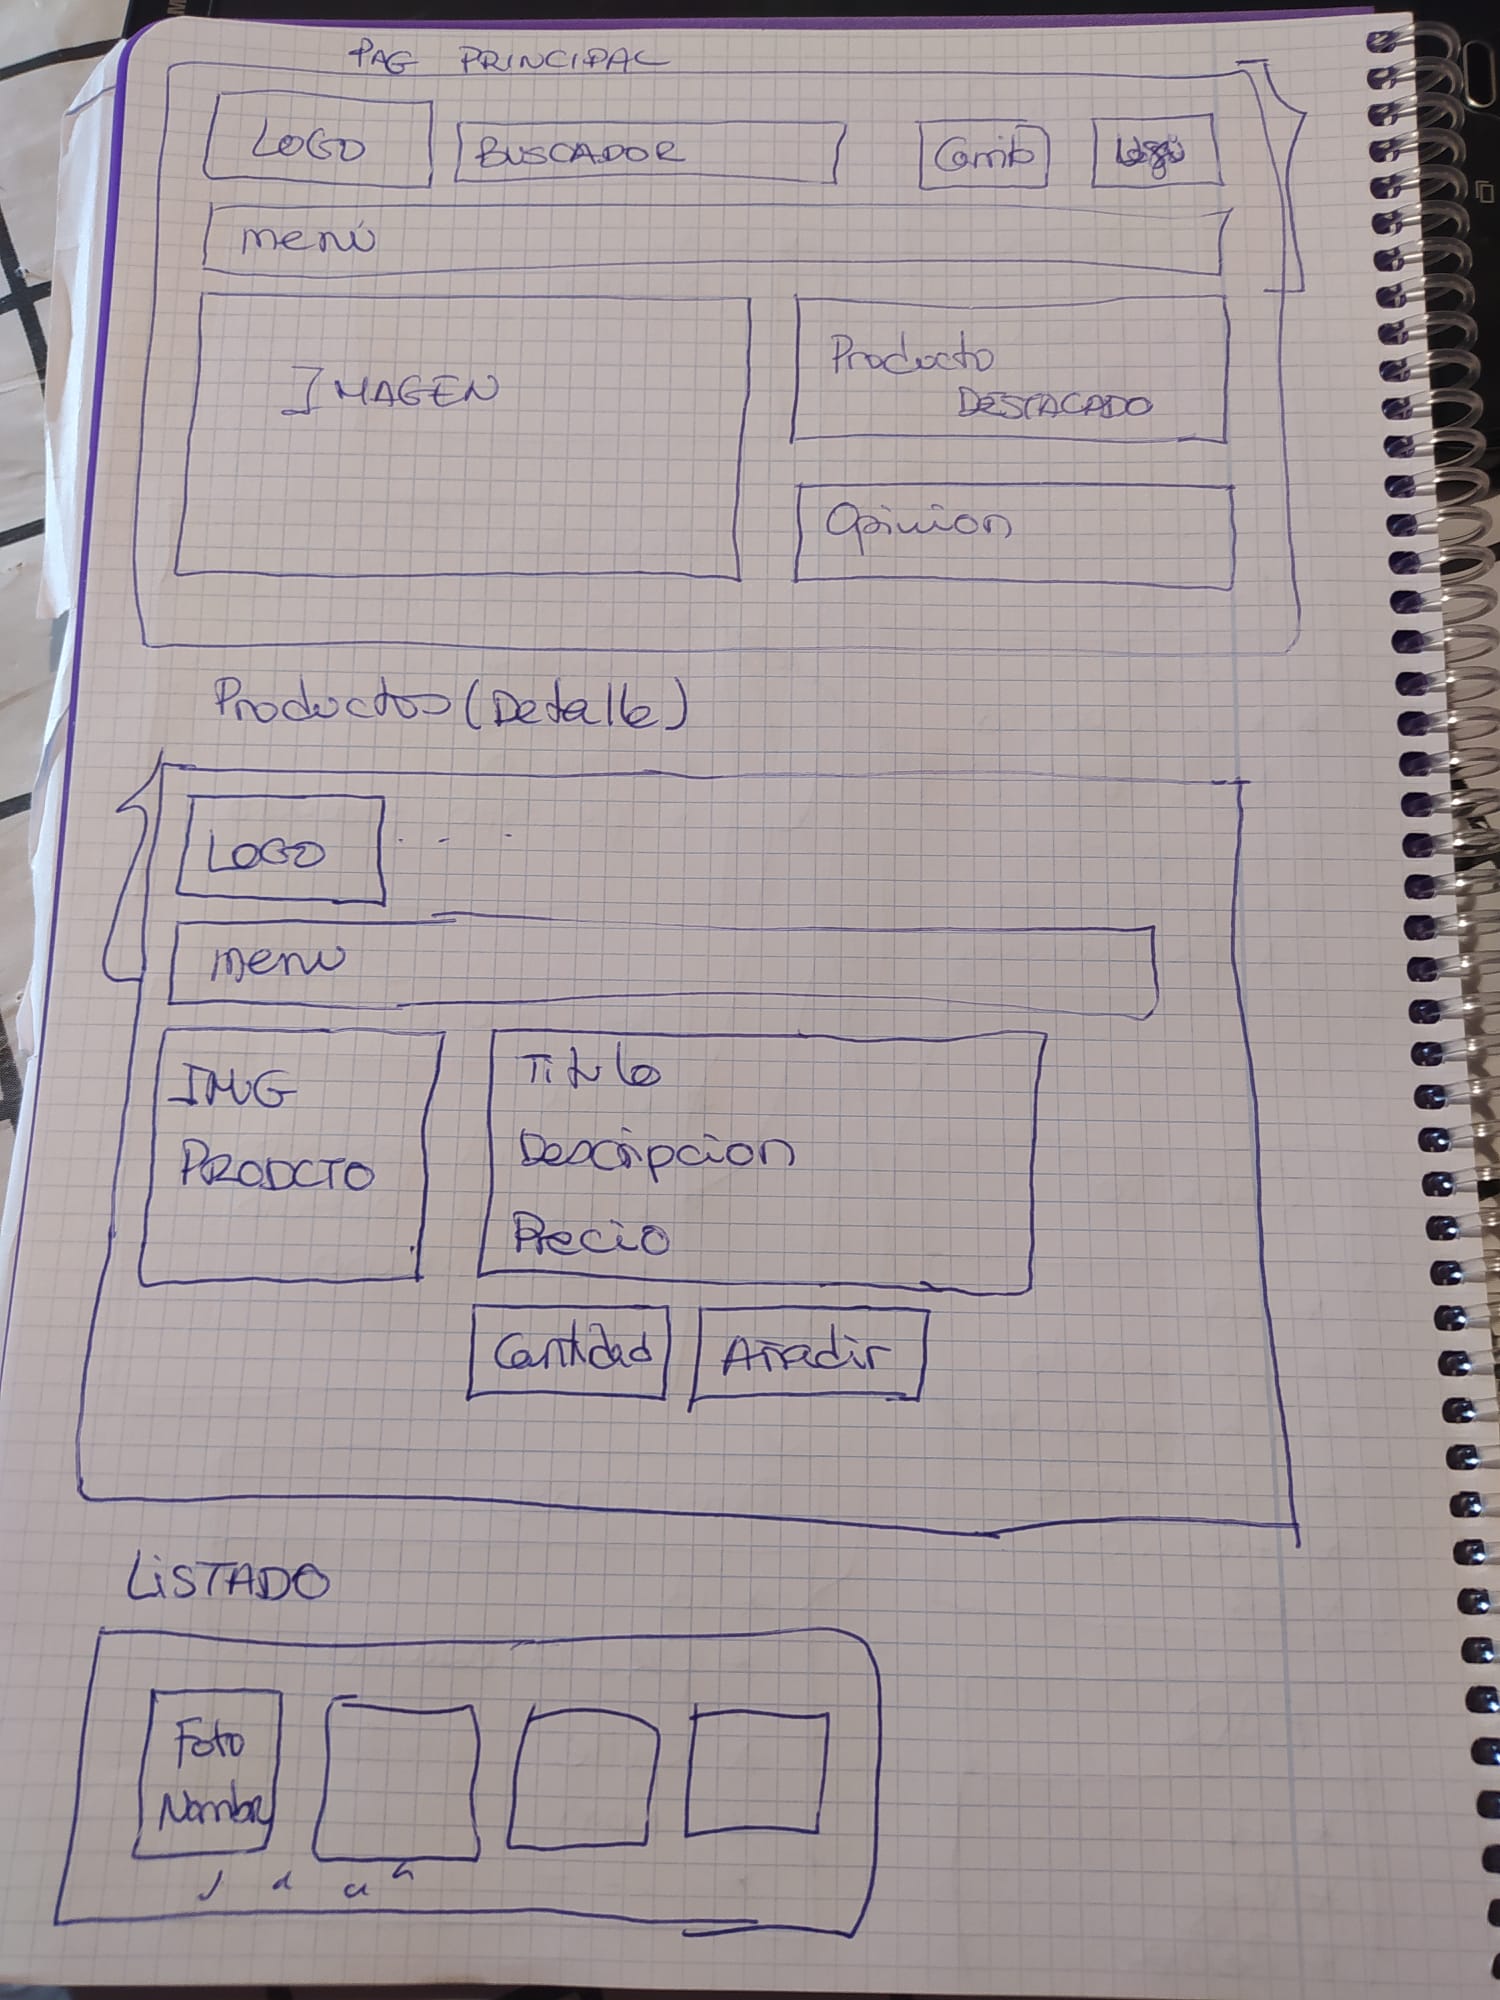 PAG PRINCIPAL
LOGO
BUSCADOR
Carrito
menú
IMAGEN
Producto
DESTACADO
Opinion
Productos (Detalle)
LOGO . - .
menu
IMG
PRODCTO
Titulo
Descripcion
Precio
Cantidad
Añadir
LISTADO
Foto
Nombre